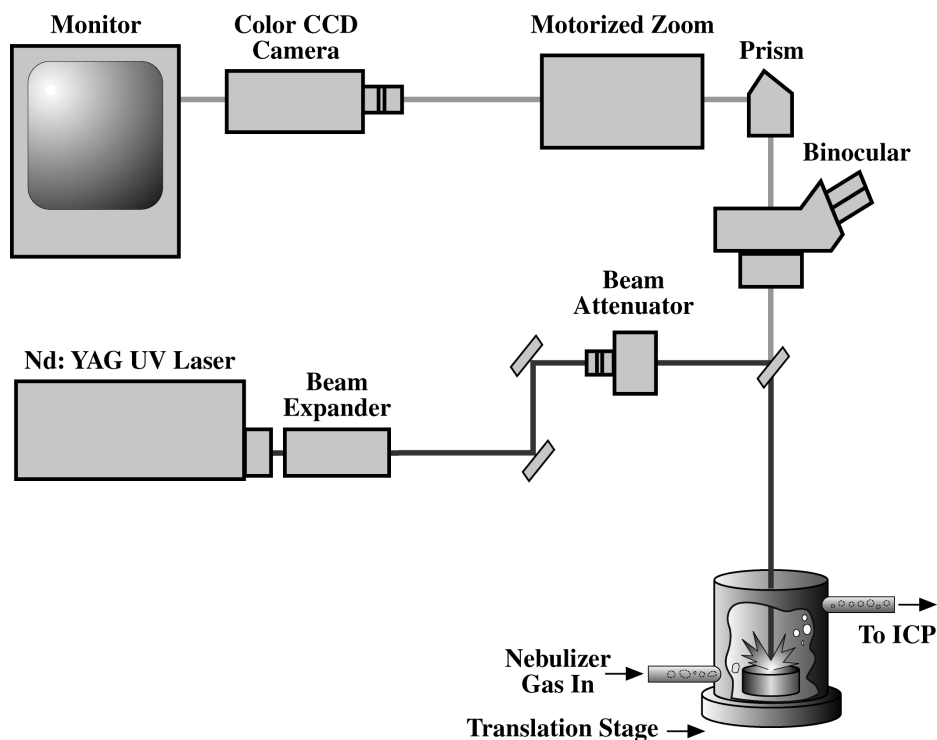 Monitor
Color CCD
Camera
Motorized Zoom
Prism
Binocular
Beam
Attenuator
Nd: YAG UV Laser
Beam
Expander
To ICP
Nebulizer
Gas In
Translation Stage